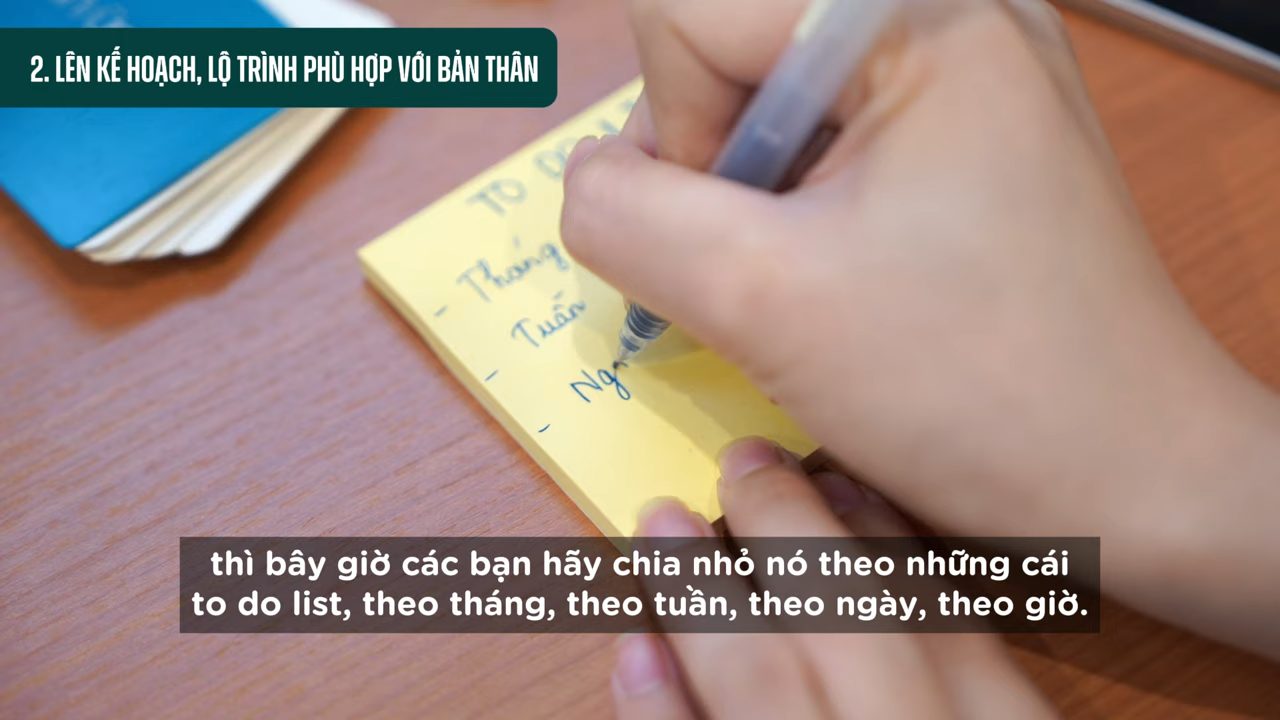 2. LÊN KẾ HOẠCH, LỘ TRÌNH PHÙ HỢP VỚI BẢN THÂN
TO DO
- Tháng
- Tuần
- Ng
thì bây giờ các bạn hãy chia nhỏ nó theo những cái
to do list, theo tháng, theo tuần, theo ngày, theo giờ.